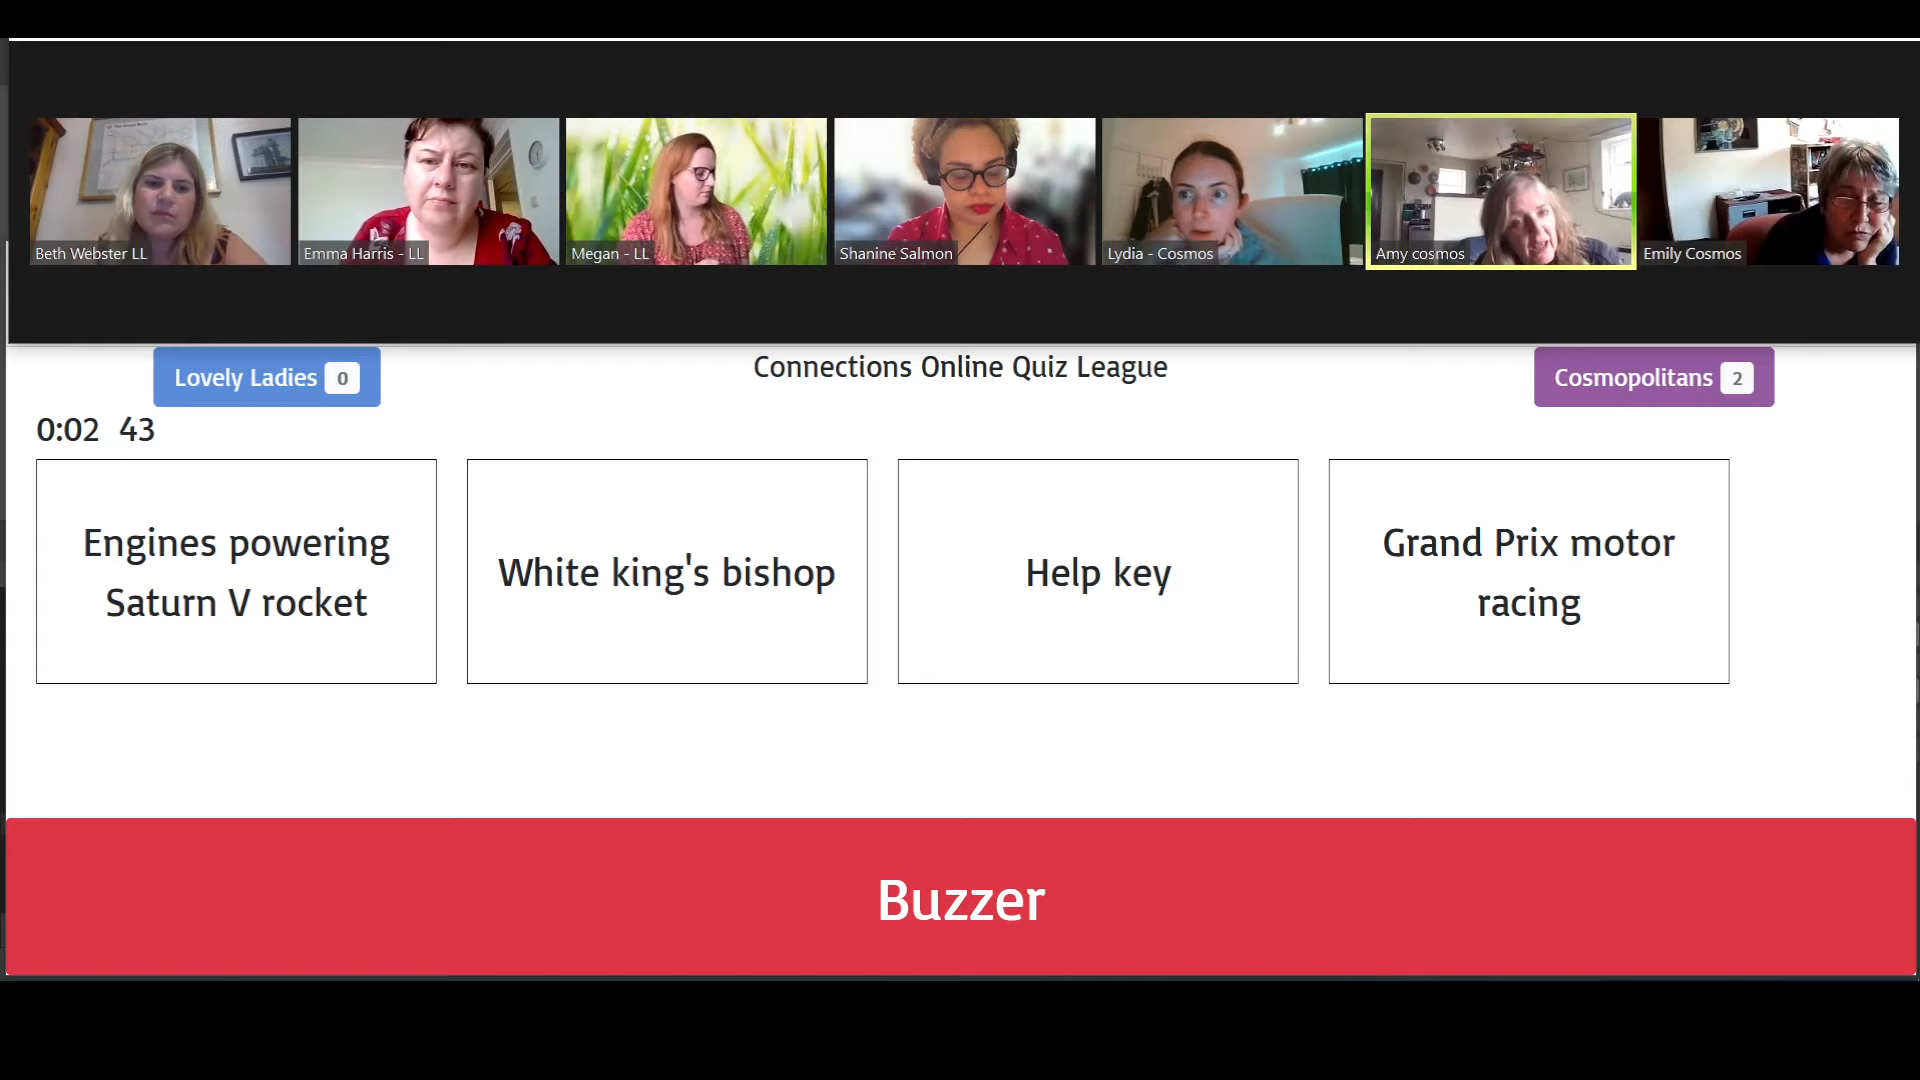 Beth Webster LL
Emma Harris - LL
Megan - LL
Shanine Salmon
Lydia - Cosmos
Amy cosmos
Emily Cosmos
Lovely Ladies 0
Connections Online Quiz League
Cosmopolitans 2
0:02 43
Engines powering
Saturn V rocket
White king's bishop
Help key
Grand Prix motor
racing
Buzzer